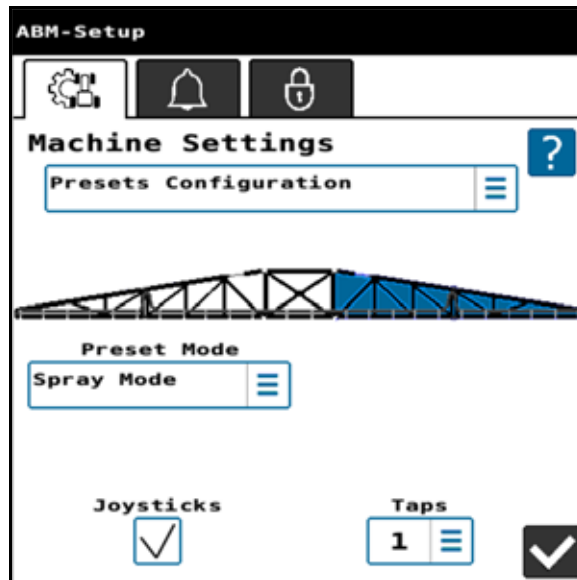 ABM-Setup
Machine Settings
?
Presets Configuration
Preset Mode
Spray Mode
Joysticks
Taps
1